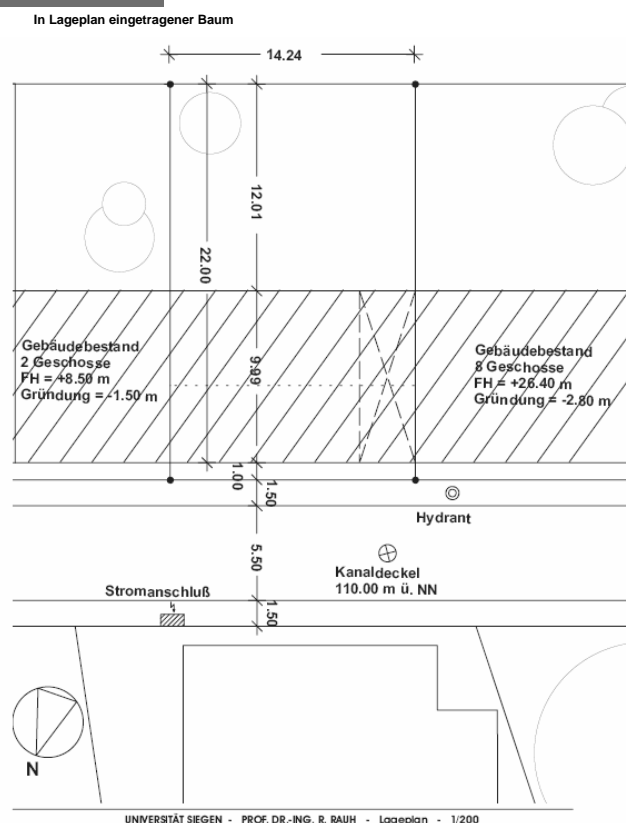 In Lageplan eingetragener Baum
14.24
12.01
22.00
Gebäudebestand
2 Geschosse
FH = +8.50 m
Gründung = -1.50 m
9.99
Gebäudebestand
8 Geschosse
FH = +26.40 m
Gründung = -2.80 m
1.00
1.50
Hydrant
5.50
Kanaldeckel
110.00 m ü. NN
Stromanschluß
1.50
N
UNIVERSITÄT SIEGEN - PROF. DR.-ING. R. RAUH - Lageplan - 1/200